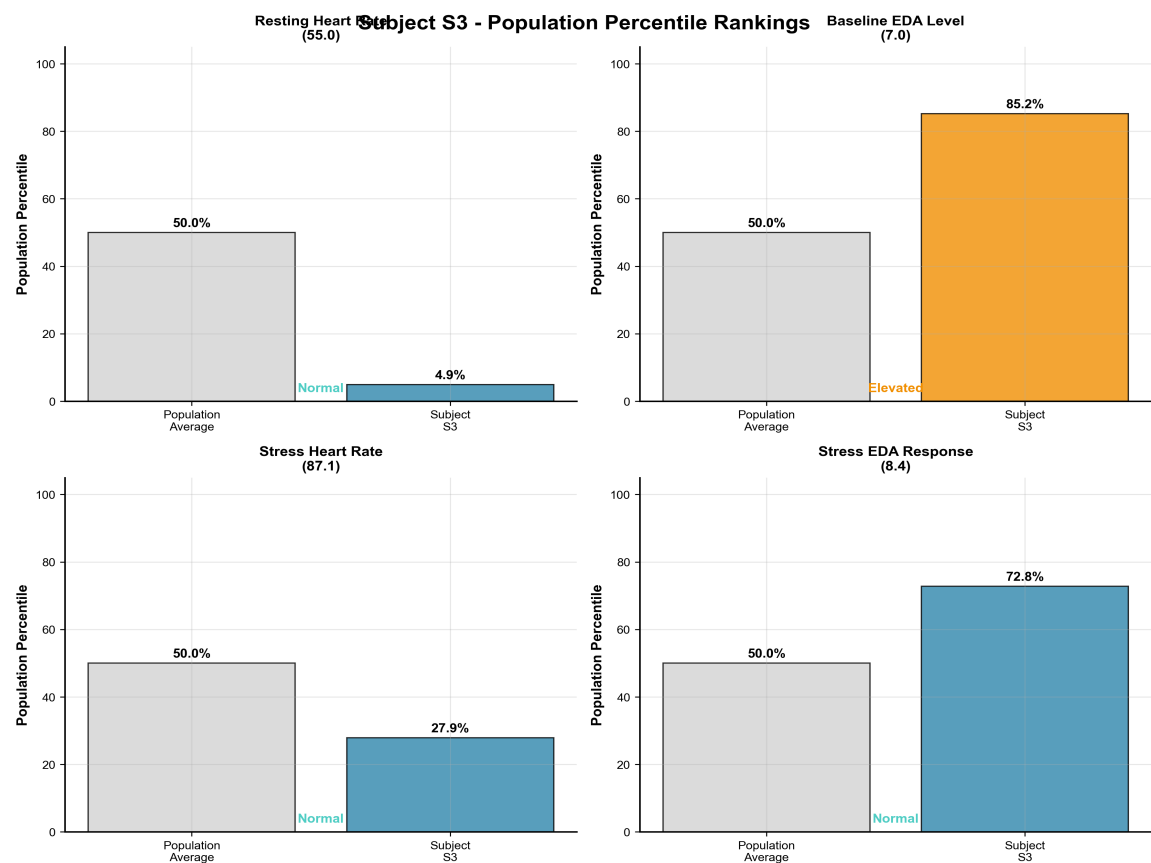 Subject S3 - Population Percentile Rankings
Resting Heart Rate
(55.0)
Population Percentile
100
80
60
40
20
0
50.0%
4.9%
Normal
Population
Average
Subject
S3
Baseline EDA Level
(7.0)
Population Percentile
100
80
60
40
20
0
50.0%
85.2%
Elevated
Population
Average
Subject
S3
Stress Heart Rate
(87.1)
Population Percentile
100
80
60
40
20
0
50.0%
27.9%
Normal
Population
Average
Subject
S3
Stress EDA Response
(8.4)
Population Percentile
100
80
60
40
20
0
50.0%
72.8%
Normal
Population
Average
Subject
S3